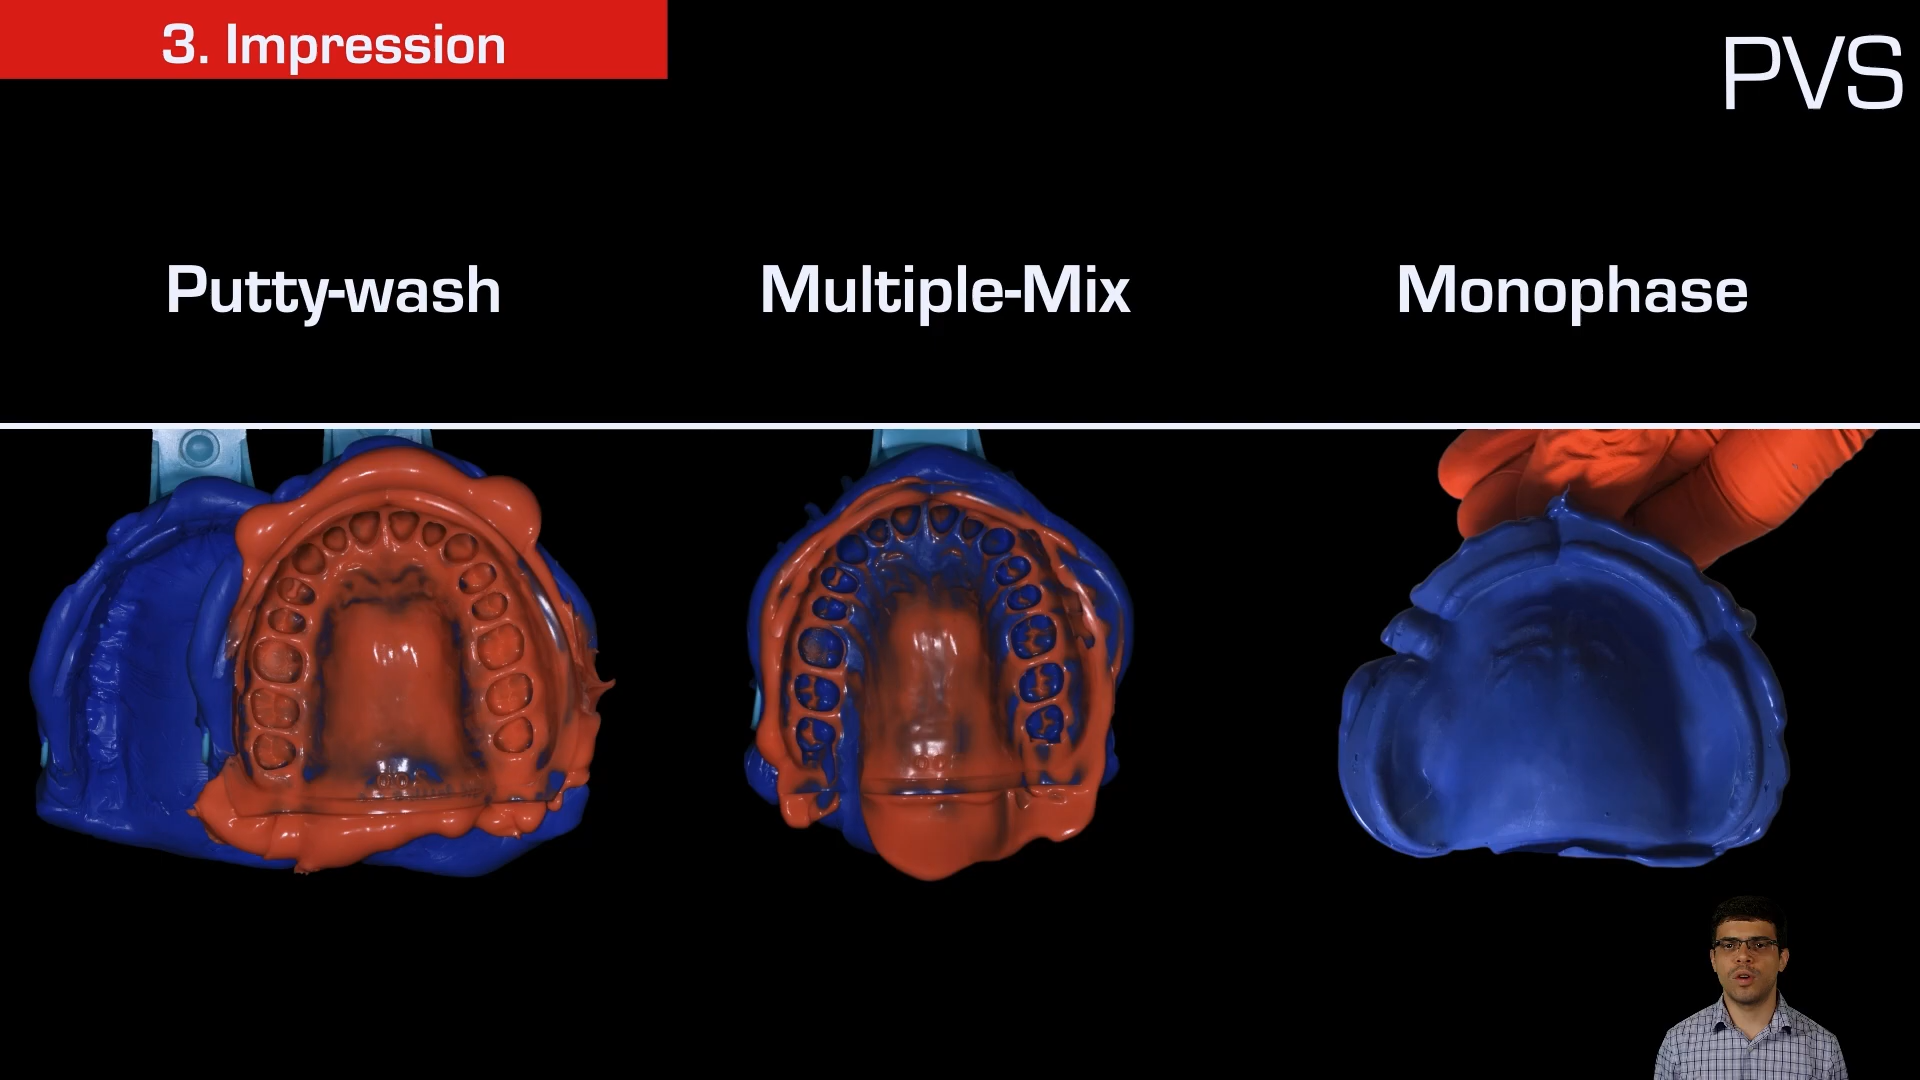 3. Impression
PVS
Putty-wash
Multiple-Mix
Monophase